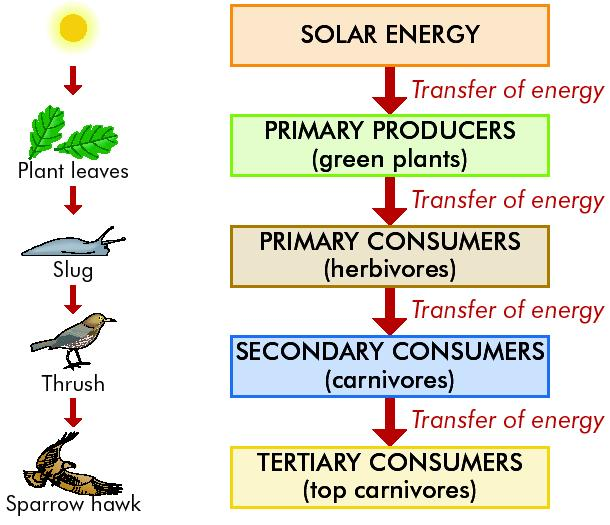 SOLAR ENERGY
Transfer of energy
PRIMARY PRODUCERS
(green plants)
Plant leaves
Transfer of energy
PRIMARY CONSUMERS
(herbivores)
Slug
Transfer of energy
SECONDARY CONSUMERS
(carnivores)
Thrush
Transfer of energy
TERTIARY CONSUMERS
(top carnivores)
Sparrow hawk